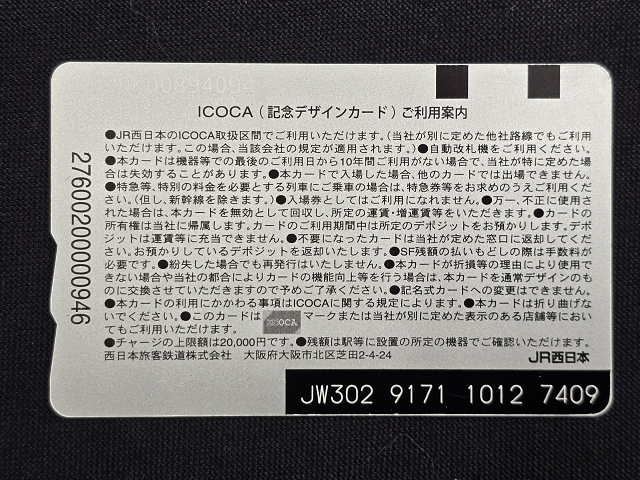 ICOCA（記念デザインカード）ご利用案内
●JR西日本のICOCA取扱区間でご利用いただけます。（当社が別に定めた他社路線でもご利用
いただけます。この場合、当該会社の規定が適用されます。）●自動改札機をご利用ください。
●本カードは機器等での最後のご利用日から10年間ご利用がない場合で、当社が特に定めた場
合は失効することがあります。●本カードで入場した場合、他のカードでは出場できません。
●特急等、特別の料金を必要とする列車にご乗車の場合は、特急券等をお求めのうえご利用くだ
さい。（但し、新幹線を除きます。）●入場券としてはご利用になれません。●万一、不正に使用
された場合は、本カードを無効として回収し、所定の運賃・増運賃等をいただきます。●カード
の所有権は当社に帰属します。カードのご利用期間中は所定のデポジットをお預かりします。デポ
ジットは運賃等に充当できません。●不要になったカードは当社が定めた窓口に返却してくだ
さい。お預かりしているデポジットを返却いたします。●SF残額の払いもどしの際は手数料が
必要です。●紛失した場合でも再発行はいたしません。●本カードが折損等の理由により使用で
きない場合や当社の都合によりカードの機能向上等を行う場合は、本カードを通常デザインのも
のに交換させていただきますので予めご了承ください。●記名式カードへの変更はできません。
●本カードの利用にかかわる事項はICOCAに関する規定によります。●本カードは折り曲げな
いでください。●このカードは ICOCA マークまたは当社が別に定めた表示のある店舗等におい
てもご利用いただけます。
●チャージの上限額は20,000円です。●残額は駅等に設置の所定の機器でご確認いただけます。
西日本旅客鉄道株式会社 大阪府大阪市北区芝田2-4-24 JR西日本
JW302 9171 1012 7409
2760020000946